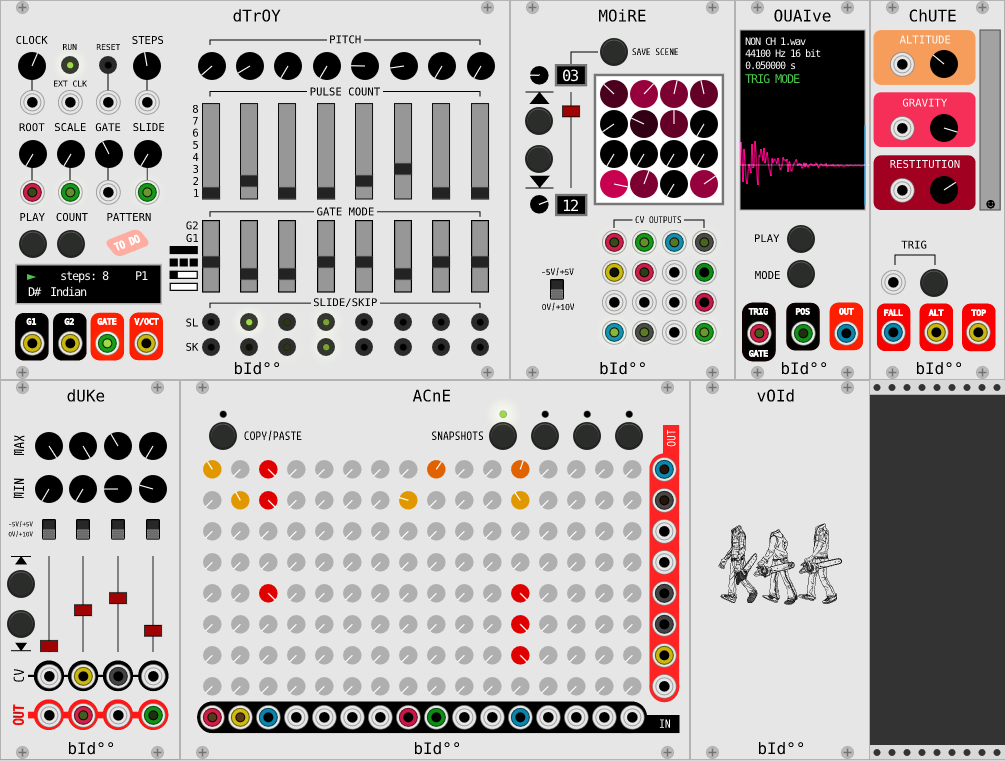 dTrOY
CLOCK
RUN
RESET
STEPS
EXT CLK
ROOT
SCALE
GATE
SLIDE
PLAY
COUNT
PATTERN
TO DO
► steps: 8 P1
D# Indian
G1
G2
GATE
V/OCT
PITCH
PULSE COUNT
8
7
6
5
4
3
2
1
GATE MODE
G2
G1
SLIDE/SKIP
SL
SK
bId°°
MOiRE
SAVE SCENE
03
12
-5V/+5V
0V/+10V
CV OUTPUTS
bId°°
OUAIve
NON CH 1.wav
44100 Hz 16 bit
0.050000 s
TRIG MODE
PLAY
MODE
TRIG
GATE
POS
OUT
bId°°
ChUTE
ALTITUDE
GRAVITY
RESTITUTION
TRIG
FALL
ALT
TOP
bId°°
dUKe
MAX
MIN
-5V/+5V
0V/+10V
CV
OUT
bId°°
ACnE
COPY/PASTE
SNAPSHOTS
OUT
IN
bId°°
vOId
bId°°